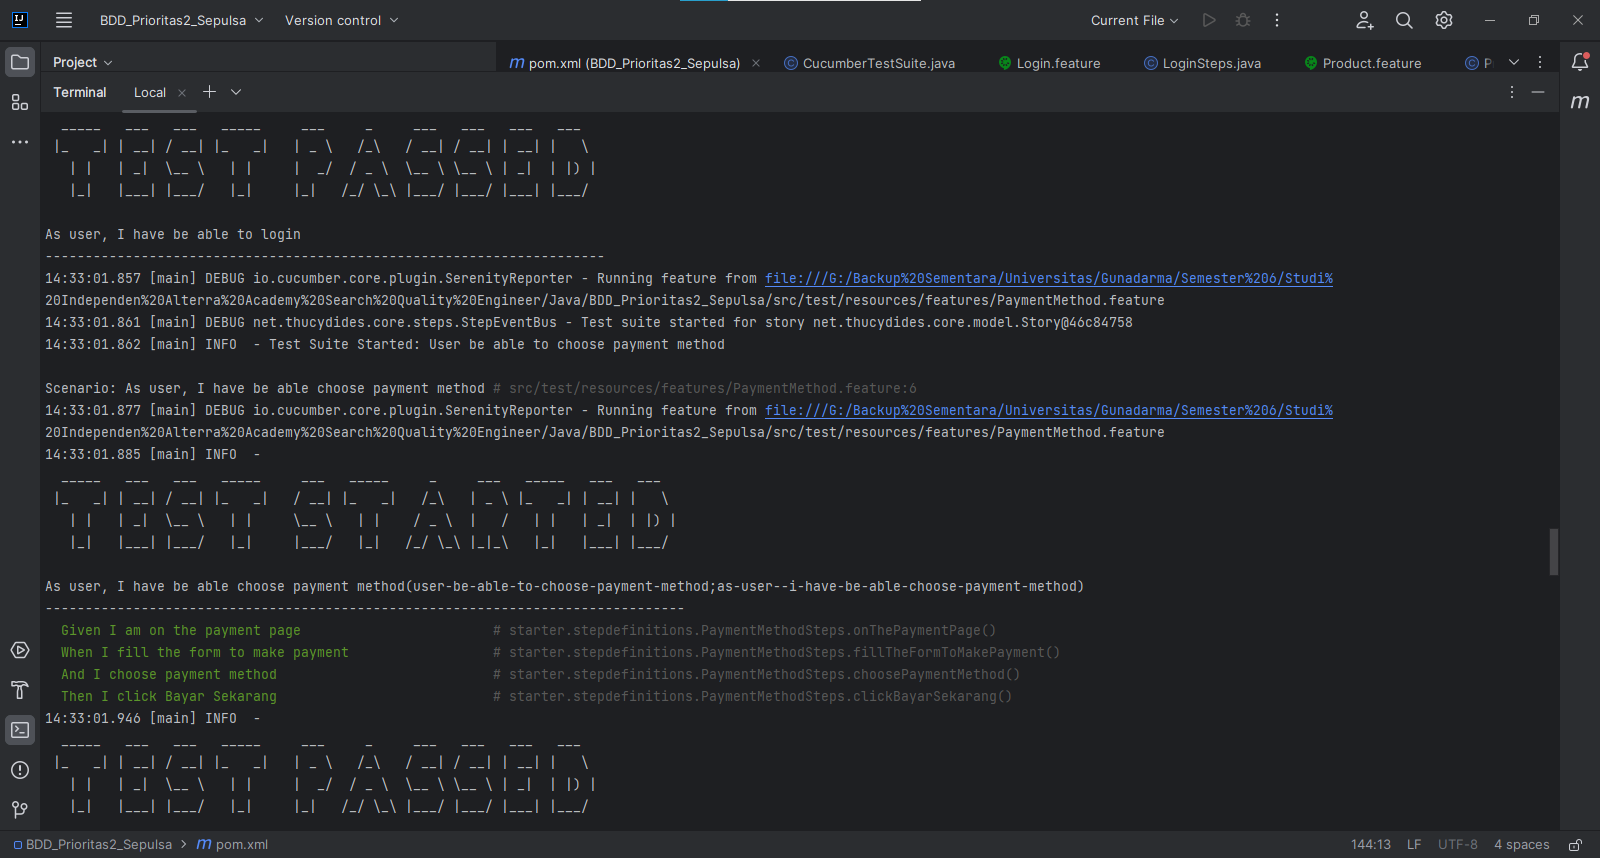 BDD_Prioritas2_Sepulsa Version control Current File
Project pom.xml (BDD_Prioritas2_Sepulsa) CucumberTestSuite.java Login.feature LoginSteps.java Product.feature P
Terminal Local
TEST PASSED
As user, I have be able to login
----------------------------------------------------------------------
14:33:01.857 [main] DEBUG io.cucumber.core.plugin.SerenityReporter - Running feature from file:///G:/Backup%20Sementara/Universitas/Gunadarma/Semester%206/Studi%
20Independen%20Alterra%20Academy%20Search%20Quality%20Engineer/Java/BDD_Prioritas2_Sepulsa/src/test/resources/features/PaymentMethod.feature
14:33:01.861 [main] DEBUG net.thucydides.core.steps.StepEventBus - Test suite started for story net.thucydides.core.model.Story@46c84758
14:33:01.862 [main] INFO  - Test Suite Started: User be able to choose payment method
Scenario: As user, I have be able choose payment method # src/test/resources/features/PaymentMethod.feature:6
14:33:01.877 [main] DEBUG io.cucumber.core.plugin.SerenityReporter - Running feature from file:///G:/Backup%20Sementara/Universitas/Gunadarma/Semester%206/Studi%
20Independen%20Alterra%20Academy%20Search%20Quality%20Engineer/Java/BDD_Prioritas2_Sepulsa/src/test/resources/features/PaymentMethod.feature
14:33:01.885 [main] INFO  -
TEST STARTED
As user, I have be able choose payment method(user-be-able-to-choose-payment-method;as-user--i-have-be-able-choose-payment-method)
--------------------------------------------------------------------------------
Given I am on the payment page # starter.stepdefinitions.PaymentMethodSteps.onThePaymentPage()
When I fill the form to make payment # starter.stepdefinitions.PaymentMethodSteps.fillTheFormToMakePayment()
And I choose payment method # starter.stepdefinitions.PaymentMethodSteps.choosePaymentMethod()
Then I click Bayar Sekarang # starter.stepdefinitions.PaymentMethodSteps.clickBayarSekarang()
14:33:01.946 [main] INFO  -
TEST PASSED
BDD_Prioritas2_Sepulsa > pom.xml 144:13 LF UTF-8 4 spaces